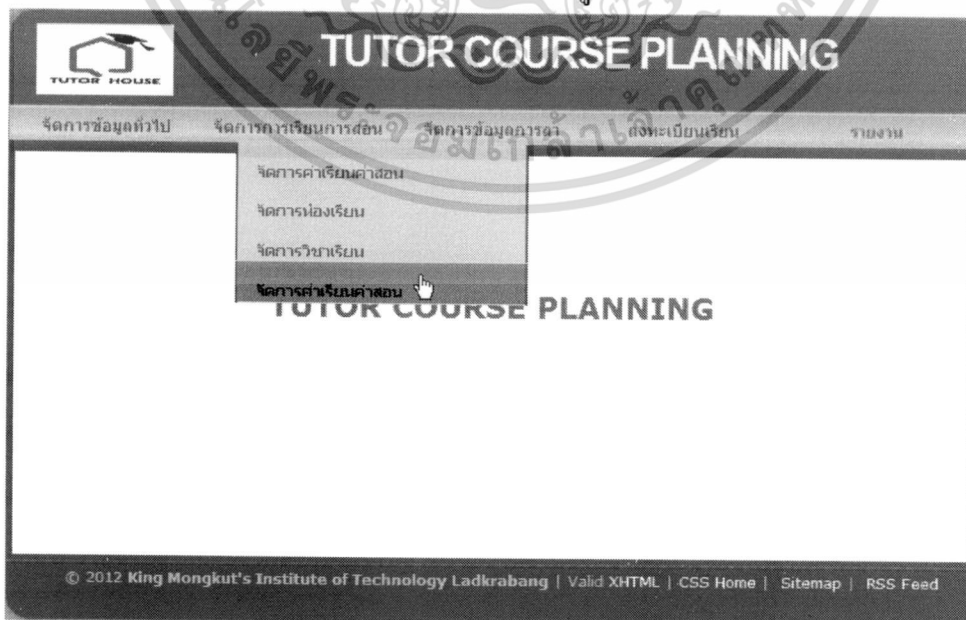 TUTOR COURSE PLANNING
TUTOR HOUSE
จัดการข้อมูลทั่วไป จัดการการเรียนการสอน จัดการข้อมูลการลา ลงทะเบียนเรียน รายงาน
จัดการค่าเรียนค่าสอน
จัดการห้องเรียน
จัดการวิชาเรียน
จัดการค่าเรียนค่าสอน
TUTOR COURSE PLANNING
© 2012 King Mongkut's Institute of Technology Ladkrabang | Valid XHTML | CSS Home | Sitemap | RSS Feed